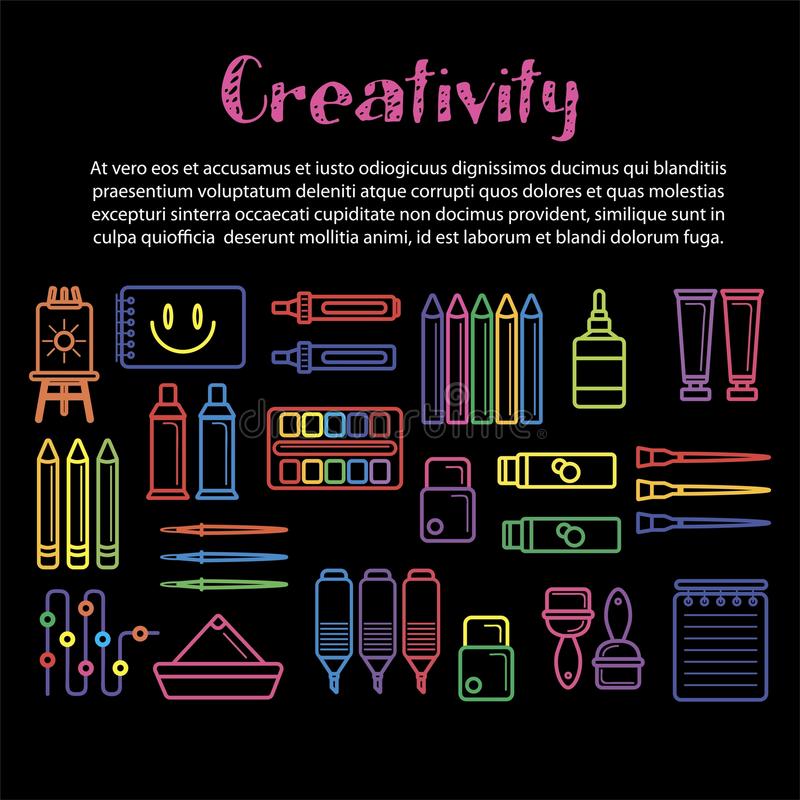 Creativity
At vero eos et accusamus et iusto odiogicuus dignissimos ducimus qui blanditiis
praesentium voluptatum deleniti atque corrupti quos dolores et quas molestias
excepturi sinterra occaecati cupiditate non docimus provident, similique sunt in
culpa quiofficia  deserunt mollitia animi, id est laborum et blandi dolorum fuga.
dreamstime